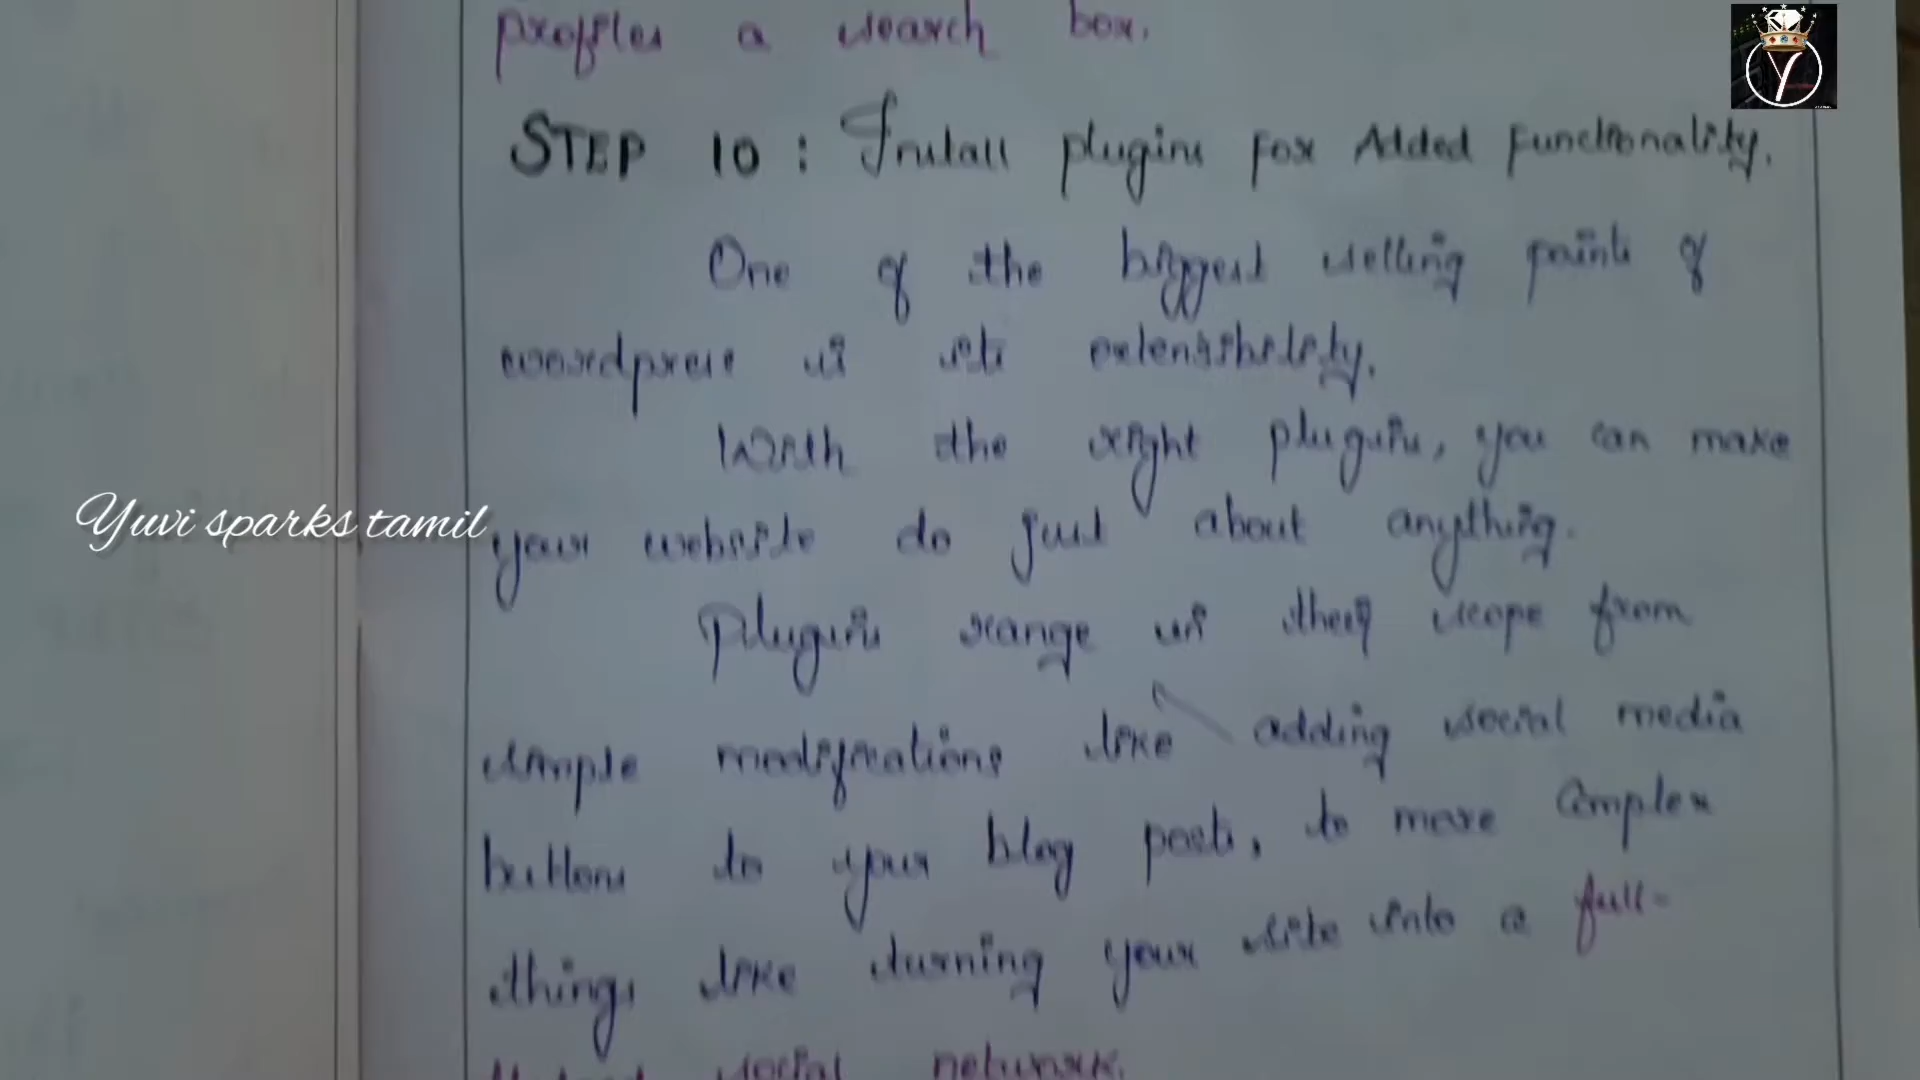 profiles a search box.
STEP 10 : Install plugins for Added functionality.
One of the biggest selling points of
wordpress is its extensibility.
With the right plugins, you can make
your website do just about anything.
Yuvi sparks tamil
Plugins range in their scope from
simple modifications like adding social media
buttons to your blog posts, to more complex
things like turning your site into a full-
social network.